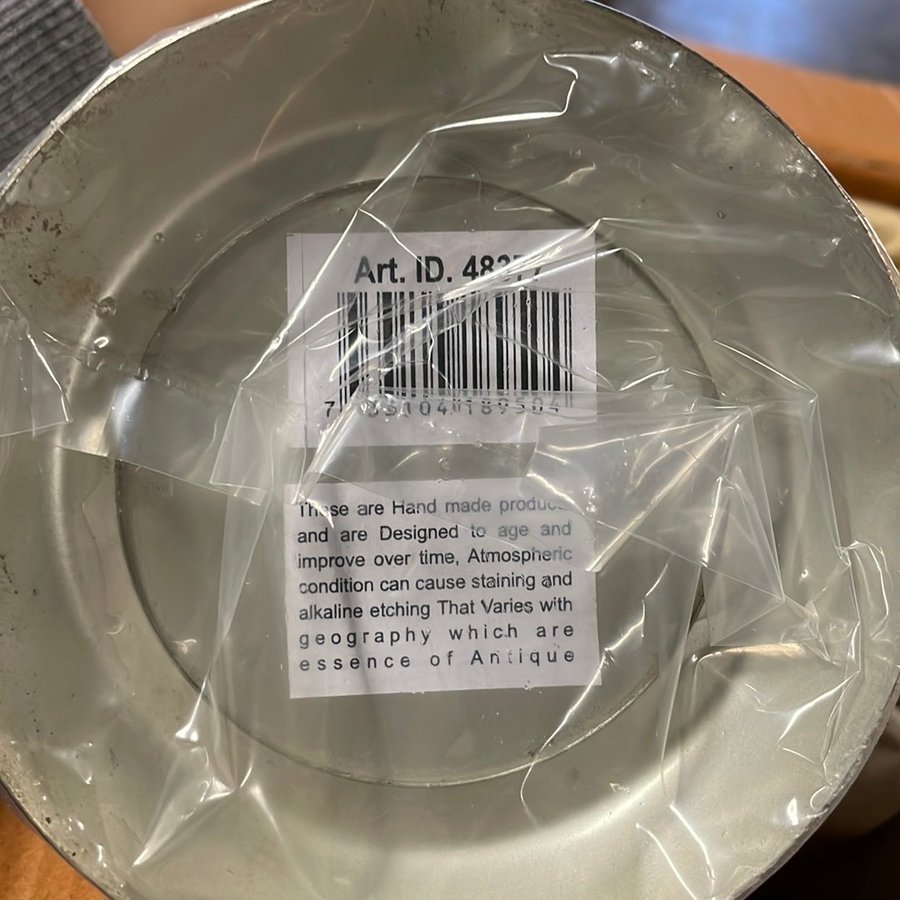 Art. ID.
These are Hand made
and are Designed to age and
improve over time, Atmospheric
condition can cause staining and
alkaline etching That Varies with
geography which are
essence of Antique